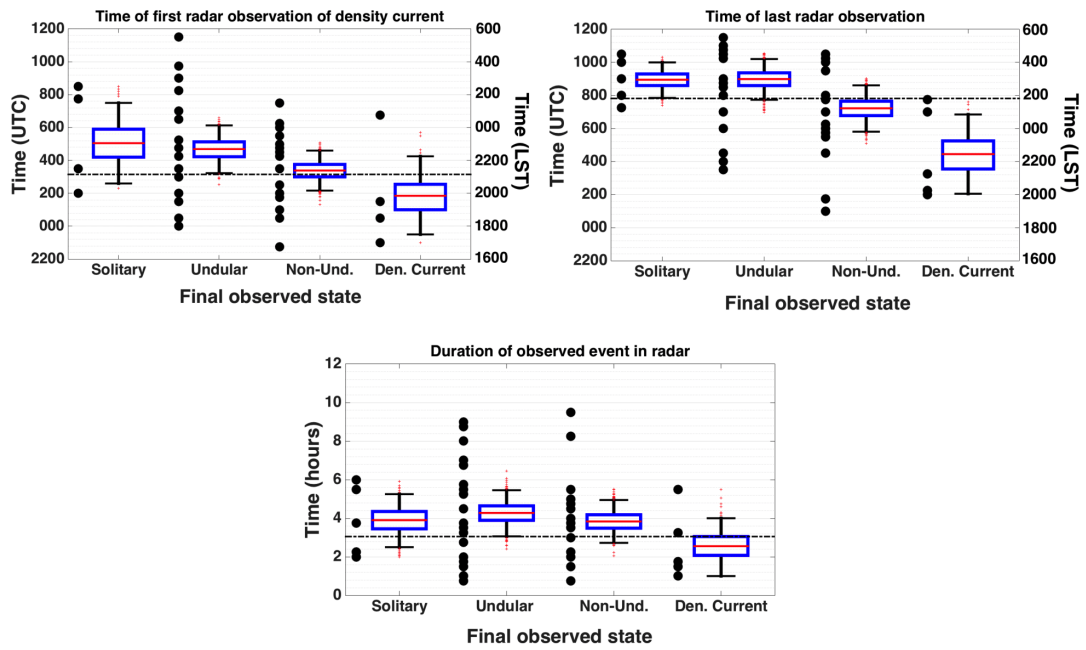 Time of first radar observation of density current
1200
1000
800
600
400
200
000
2200
Time (UTC)
600
400
200
000
2200
2000
1800
1600
Time (LST)
Solitary Undular Non-Und. Den. Current
Final observed state
Time of last radar observation
1200
1000
800
600
400
200
000
2200
Time (UTC)
600
400
200
000
2200
2000
1800
1600
Time (LST)
Solitary Undular Non-Und. Den. Current
Final observed state
Duration of observed event in radar
12
10
8
6
4
2
0
Time (hours)
Solitary Undular Non-Und. Den. Current
Final observed state